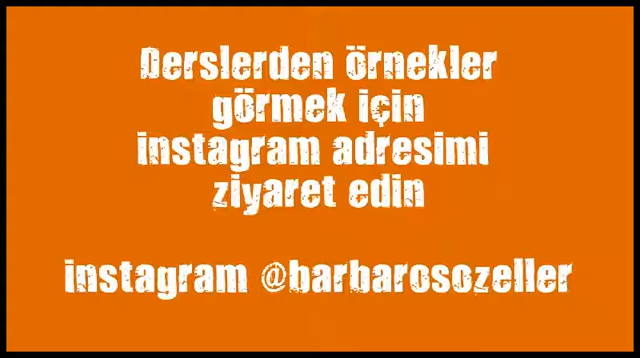 Derslerden örnekler
görmek için
instagram adresimi
ziyaret edin
instagram @barbarosozeller